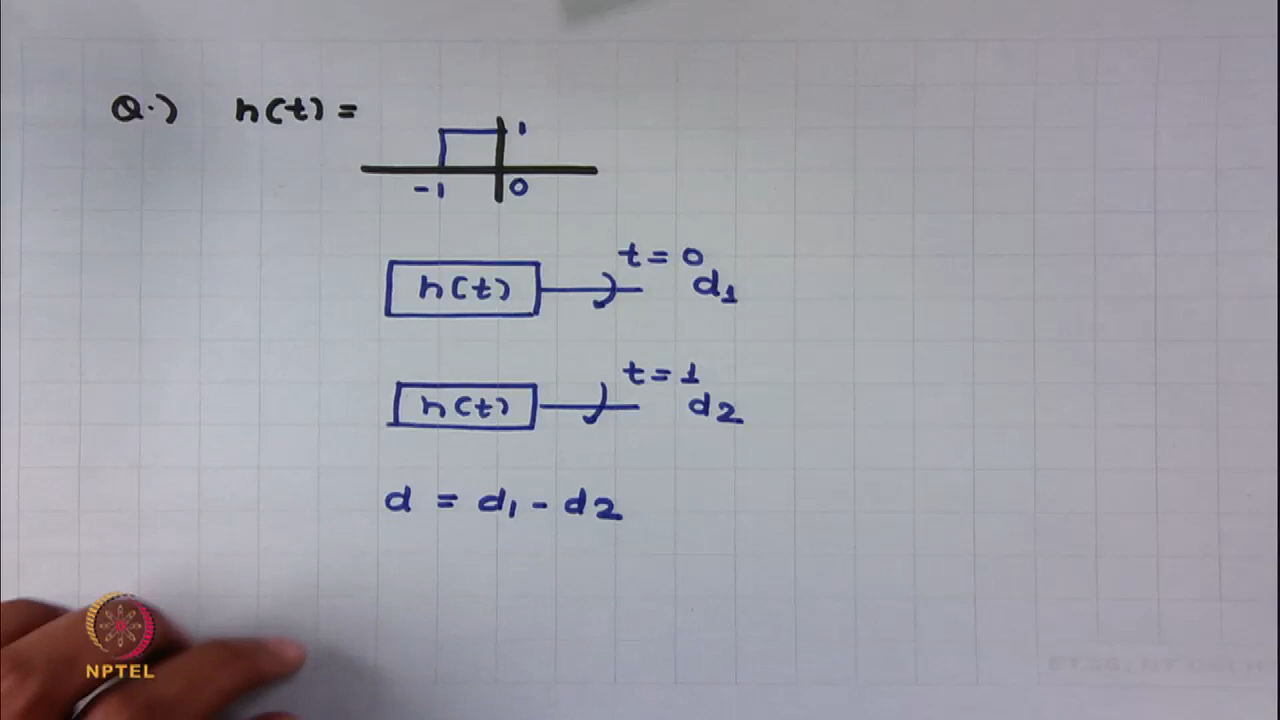 Q.) h(t) =
1
-1 0
h(t) t = 0
d1
h(t) t = 1
d2
d = d1 - d2
NPTEL